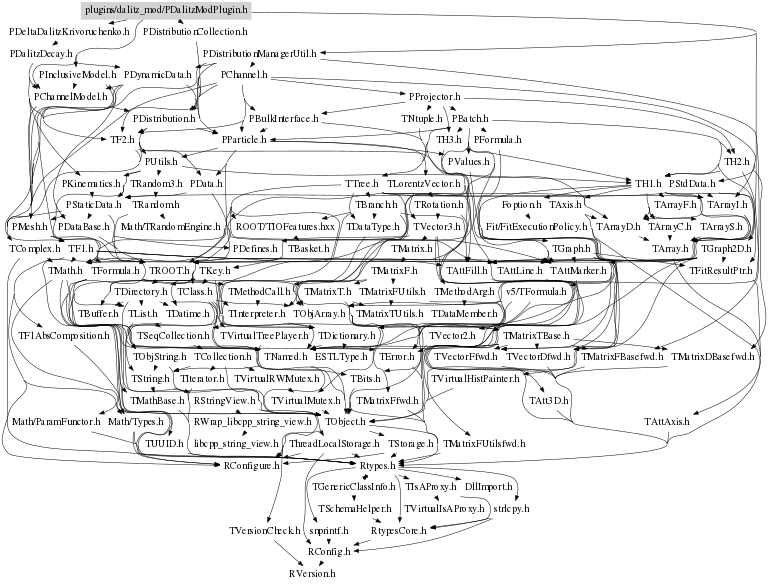 plugins/dalitz_mod/PDalitzModPlugin.h
PDeltaDalitzKrivoruchenko.h PDistributionCollection.h
PDalitzDecay.h PDistributionManagerUtil.h
PInclusiveModel.h PDynamicData.h PChannel.h
PChannelModel.h PProjector.h
PDistribution.h PBulkInterface.h TNtuple.h PBatch.h
TF2.h PParticle.h TH3.h PFormula.h
PUtils.h PValues.h TH2.h
PKinematics.h TRandom3.h PData.h TTree.h TLorentzVector.h TH1.h PStdData.h
PStaticData.h TRandom.h TBranch.h TRotation.h Foption.h TAxis.h TArrayF.h TArrayI.h
PMesh.h PDataBase.h Math/TRandomEngine.h ROOT/TIOFeatures.hxx TDataType.h TVector3.h Fit/FitExecutionPolicy.h TArrayD.h TArrayC.h TArrayS.h
TComplex.h TF1.h PDefines.h TBasket.h TMatrix.h TGraph.h TArray.h TGraph2D.h
TMath.h TFormula.h TROOT.h TKey.h TMatrixF.h TAttFill.h TAttLine.h TAttMarker.h TFitResultPtr.h
TDirectory.h TClass.h TMethodCall.h TMatrixT.h TMatrixFUtils.h TMethodArg.h v5/TFormula.h
TBuffer.h TList.h TDatime.h TInterpreter.h TObjArray.h TMatrixTUtils.h TDataMember.h
TF1AbsComposition.h TSeqCollection.h TVirtualTreePlayer.h TDictionary.h TVector2.h TMatrixTBase.h
TObjString.h TCollection.h TNamed.h ESTLType.h TError.h TVectorFfwd.h TVectorDfwd.h TMatrixFBasefwd.h TMatrixDBasefwd.h
TString.h TIterator.h TVirtualRWMutex.h TBits.h TVirtualHistPainter.h
TMathBase.h RStringView.h TVirtualMutex.h TMatrixFfwd.h TAtt3D.h
Math/ParamFunctor.h Math/Types.h RWrap_libcpp_string_view.h TObject.h TAttAxis.h
TUUID.h libcpp_string_view.h ThreadLocalStorage.h TStorage.h TMatrixFUtilsfwd.h
RConfigure.h Rtypes.h
TGenericClassInfo.h TIsAProxy.h DllImport.h
TSchemaHelper.h TVirtualIsAProxy.h strlcpy.h
TVersionCheck.h snprintf.h RtypesCore.h
RConfig.h
RVersion.h